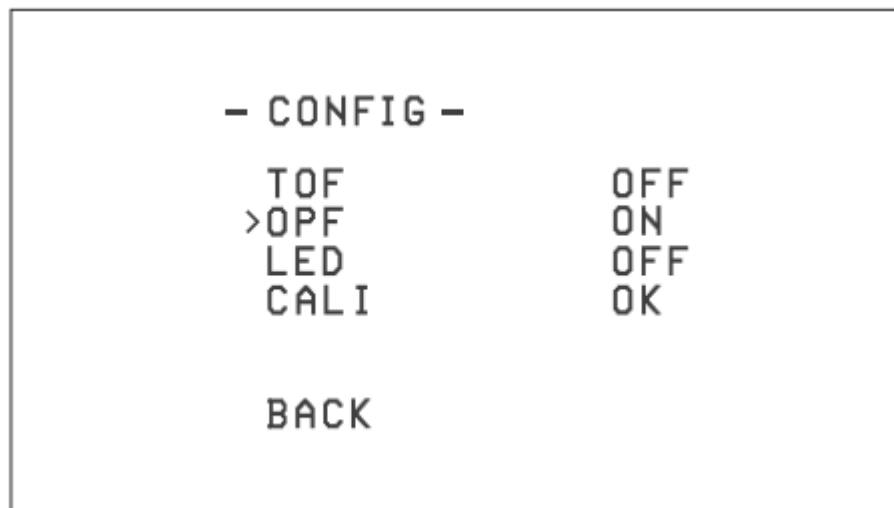 - CONFIG -
TOF OFF
>OPF ON
LED OFF
CALI OK
BACK